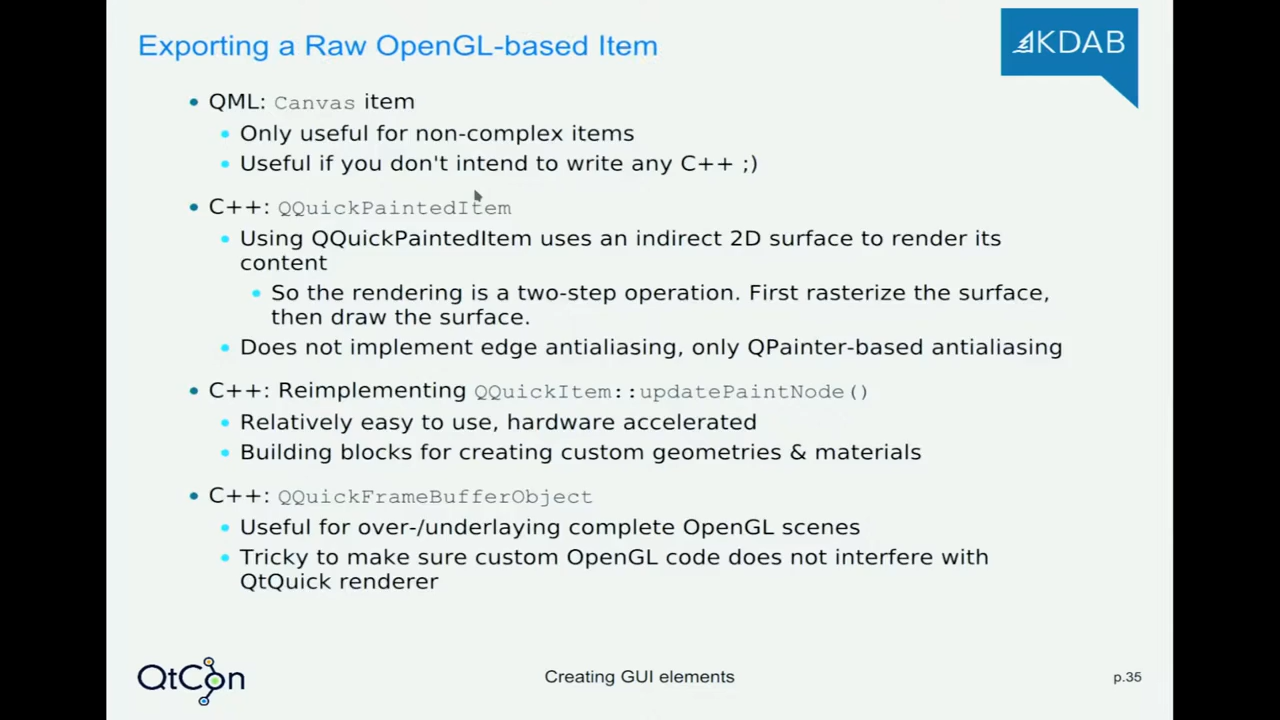 Exporting a Raw OpenGL-based Item
KDAB
QML: Canvas item
Only useful for non-complex items
Useful if you don't intend to write any C++ ;)
C++: QQuickPaintedItem
Using QQuickPaintedItem uses an indirect 2D surface to render its
content
So the rendering is a two-step operation. First rasterize the surface,
then draw the surface.
Does not implement edge antialiasing, only QPainter-based antialiasing
C++: Reimplementing QQuickItem::updatePaintNode()
Relatively easy to use, hardware accelerated
Building blocks for creating custom geometries & materials
C++: QQuickFrameBufferObject
Useful for over-/underlaying complete OpenGL scenes
Tricky to make sure custom OpenGL code does not interfere with
QtQuick renderer
QtCon
Creating GUI elements
p.35